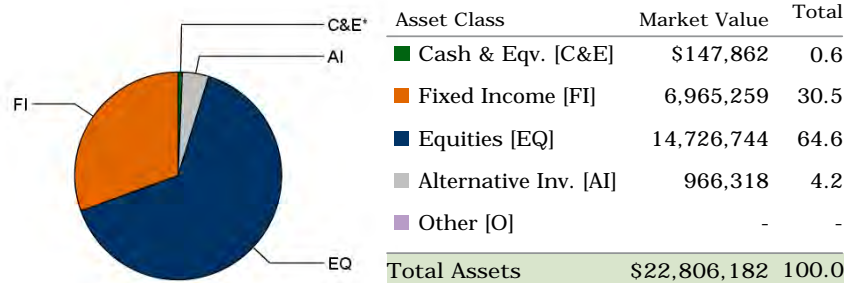 C&E*
AI
FI
EQ
Asset Class Market Value Total
Cash & Eqv. [C&E] $147,862 0.6
Fixed Income [FI] 6,965,259 30.5
Equities [EQ] 14,726,744 64.6
Alternative Inv. [AI] 966,318 4.2
Other [O] - -
Total Assets $22,806,182 100.0